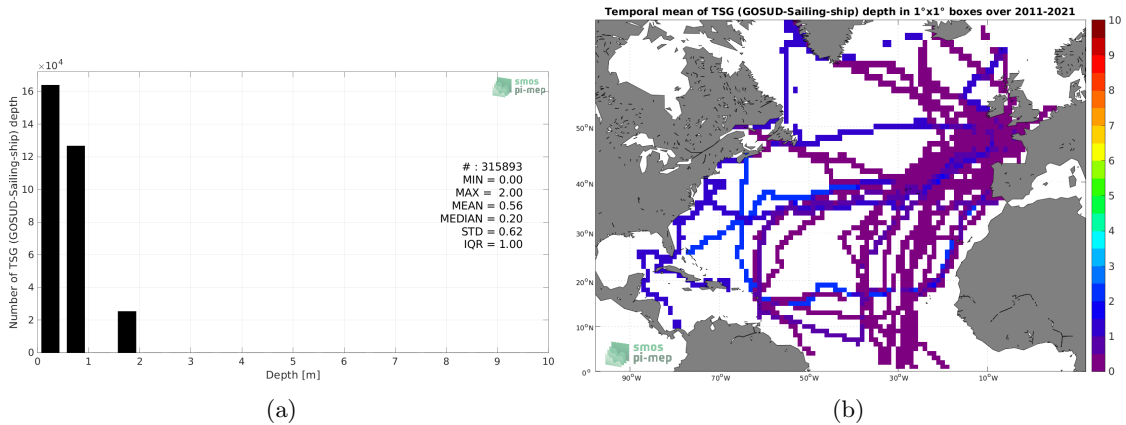 ×10⁴
16
14
12
10
8
6
4
2
0
Number of TSG (GOSUD-Sailing-ship) depth
smos
pi-mep
# : 315893
MIN = 0.00
MAX = 2.00
MEAN = 0.56
MEDIAN = 0.20
STD = 0.62
IQR = 1.00
0 1 2 3 4 5 6 7 8 9 10
Depth [m]
(a)
Temporal mean of TSG (GOSUD-Sailing-ship) depth in 1°x1° boxes over 2011-2021
50°N
40°N
30°N
20°N
10°N
0°
90°W 70°W 50°W 30°W 10°W
smos
pi-mep
10
9
8
7
6
5
4
3
2
1
0
(b)